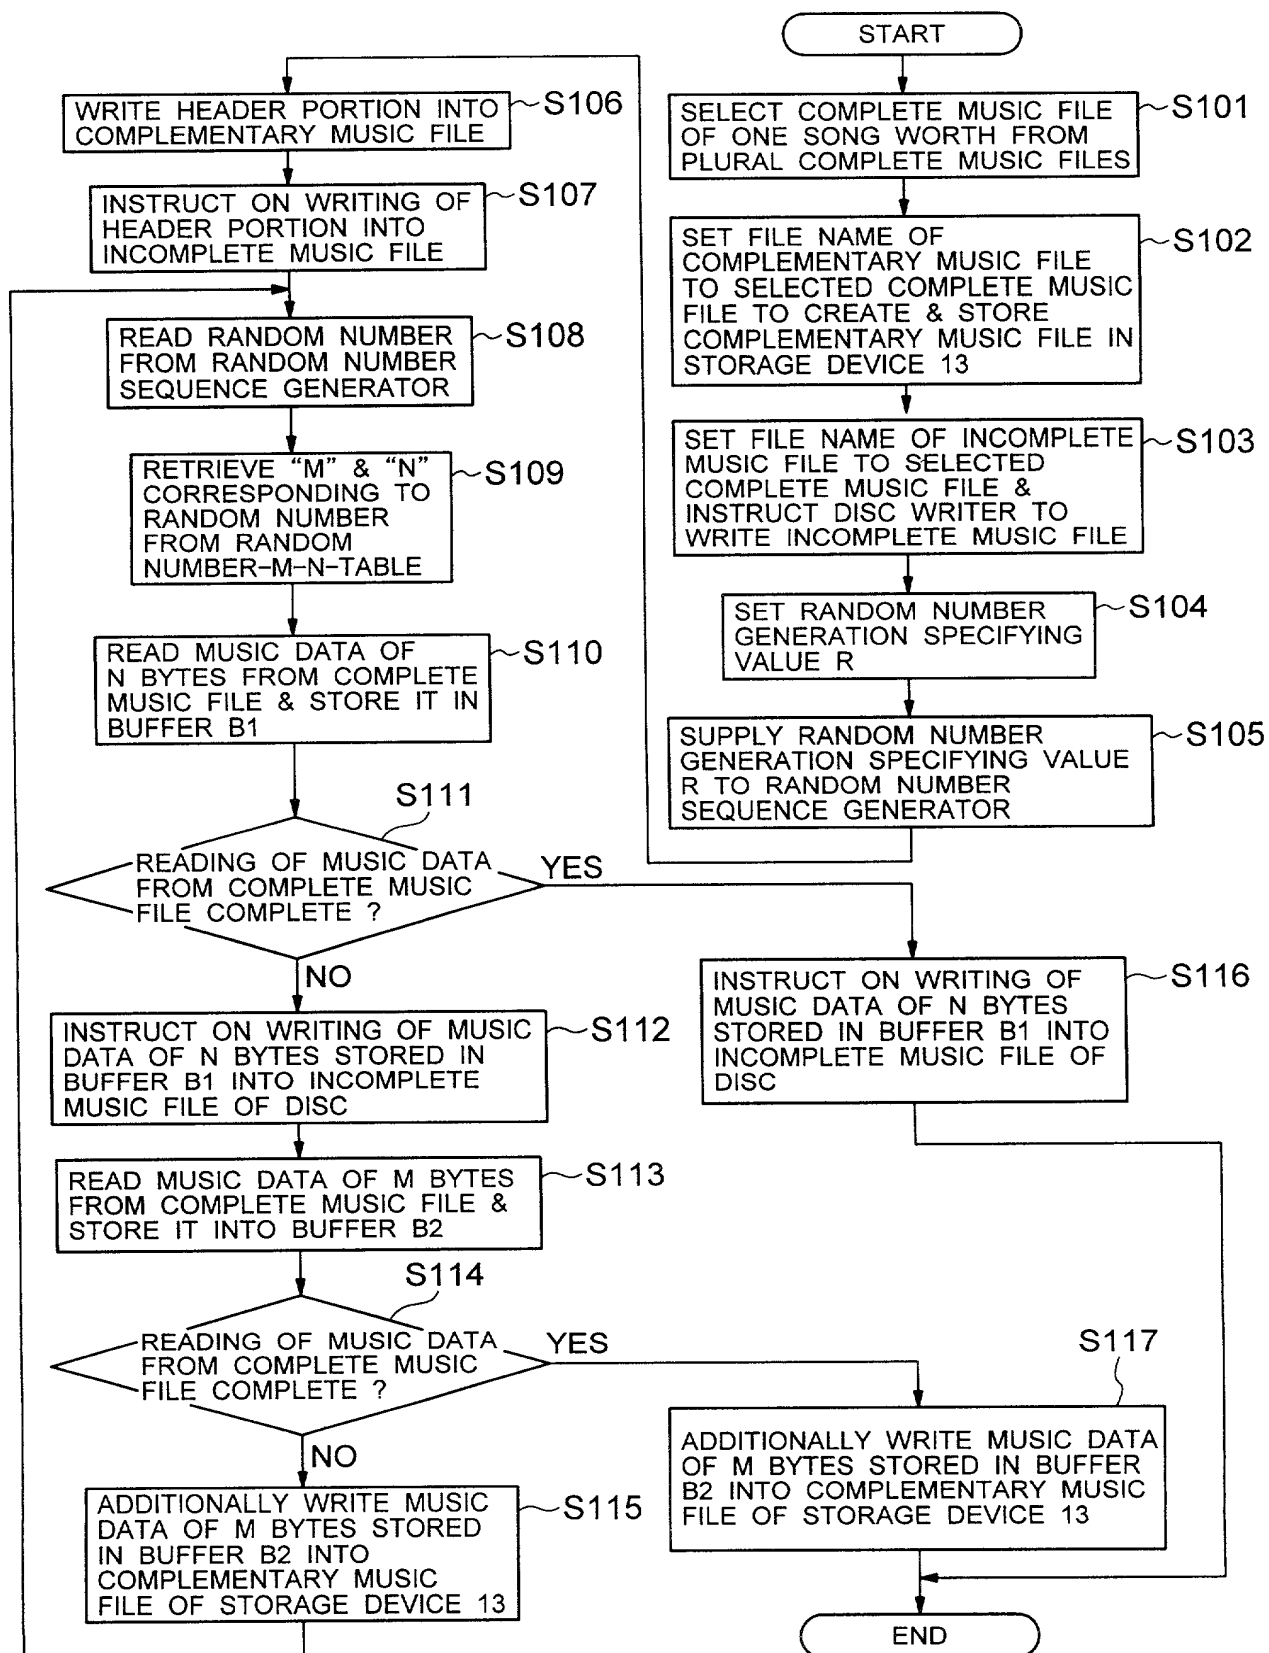 START
SELECT COMPLETE MUSIC FILE
OF ONE SONG WORTH FROM
PLURAL COMPLETE MUSIC FILES
S101
SET FILE NAME OF
COMPLEMENTARY MUSIC FILE
TO SELECTED COMPLETE MUSIC
FILE TO CREATE & STORE
COMPLEMENTARY MUSIC FILE IN
STORAGE DEVICE 13
S102
SET FILE NAME OF INCOMPLETE
MUSIC FILE TO SELECTED
COMPLETE MUSIC FILE &
INSTRUCT DISC WRITER TO
WRITE INCOMPLETE MUSIC FILE
S103
SET RANDOM NUMBER
GENERATION SPECIFYING
VALUE R
S104
SUPPLY RANDOM NUMBER
GENERATION SPECIFYING VALUE
R TO RANDOM NUMBER
SEQUENCE GENERATOR
S105
WRITE HEADER PORTION INTO
COMPLEMENTARY MUSIC FILE
S106
INSTRUCT ON WRITING OF
HEADER PORTION INTO
INCOMPLETE MUSIC FILE
S107
READ RANDOM NUMBER
FROM RANDOM NUMBER
SEQUENCE GENERATOR
S108
RETRIEVE “M” & “N”
CORRESPONDING TO
RANDOM NUMBER
FROM RANDOM
NUMBER-M-N-TABLE
S109
READ MUSIC DATA OF
N BYTES FROM COMPLETE
MUSIC FILE & STORE IT IN
BUFFER B1
S110
S111
READING OF MUSIC DATA
FROM COMPLETE MUSIC
FILE COMPLETE ?
YES
NO
INSTRUCT ON WRITING OF MUSIC
DATA OF N BYTES STORED IN
BUFFER B1 INTO INCOMPLETE
MUSIC FILE OF DISC
S112
READ MUSIC DATA OF M BYTES
FROM COMPLETE MUSIC FILE &
STORE IT INTO BUFFER B2
S113
S114
READING OF MUSIC DATA
FROM COMPLETE MUSIC
FILE COMPLETE ?
YES
NO
ADDITIONALLY WRITE MUSIC
DATA OF M BYTES STORED
IN BUFFER B2 INTO
COMPLEMENTARY MUSIC
FILE OF STORAGE DEVICE 13
S115
INSTRUCT ON WRITING OF
MUSIC DATA OF N BYTES
STORED IN BUFFER B1 INTO
INCOMPLETE MUSIC FILE OF
DISC
S116
S117
ADDITIONALLY WRITE MUSIC DATA
OF M BYTES STORED IN BUFFER
B2 INTO COMPLEMENTARY MUSIC
FILE OF STORAGE DEVICE 13
END